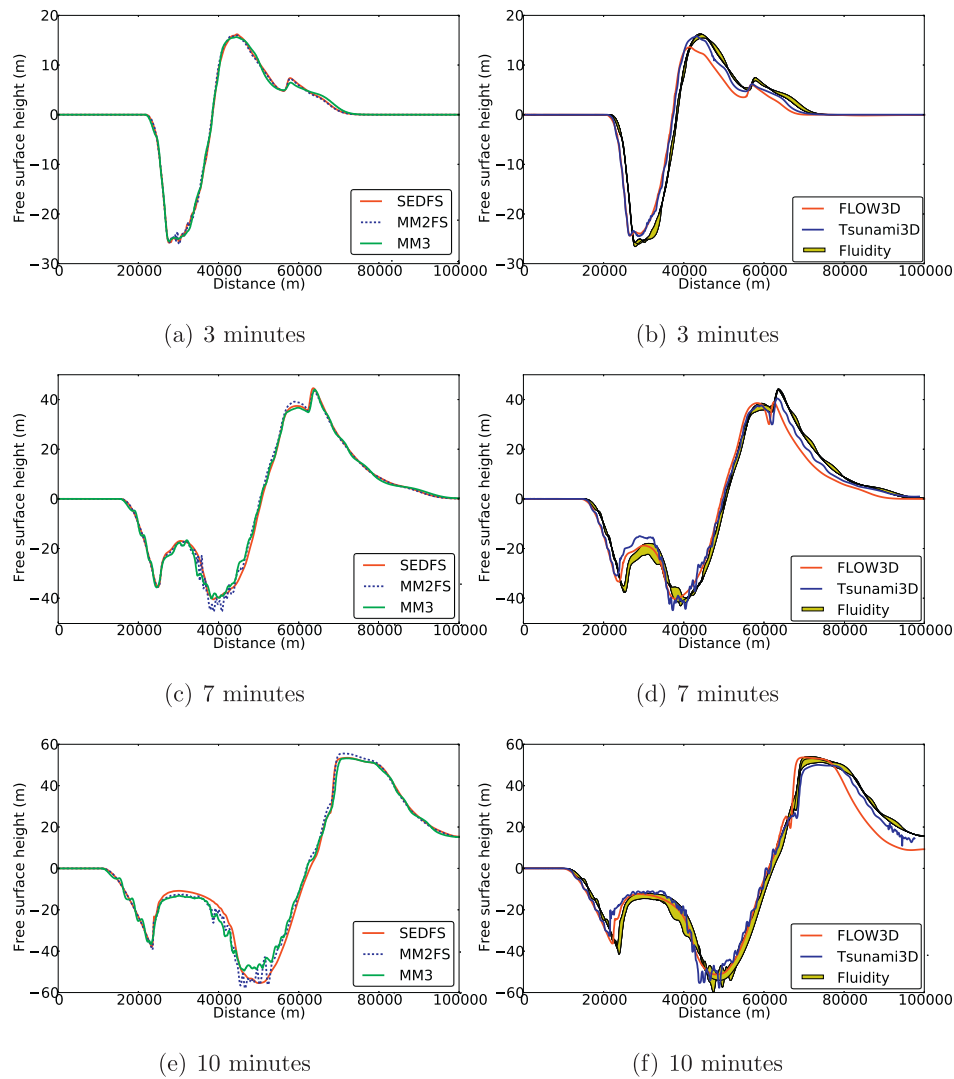 20
10
0
−10
−20
−30
Free surface height (m)
SEDFS
MM2FS
MM3
0 20000 40000 60000 80000 100000
Distance (m)
(a) 3 minutes
20
10
0
−10
−20
−30
Free surface height (m)
FLOW3D
Tsunami3D
Fluidity
0 20000 40000 60000 80000 100000
Distance (m)
(b) 3 minutes
40
20
0
−20
−40
Free surface height (m)
SEDFS
MM2FS
MM3
0 20000 40000 60000 80000 100000
Distance (m)
(c) 7 minutes
40
20
0
−20
−40
Free surface height (m)
FLOW3D
Tsunami3D
Fluidity
0 20000 40000 60000 80000 100000
Distance (m)
(d) 7 minutes
60
40
20
0
−20
−40
−60
Free surface height (m)
SEDFS
MM2FS
MM3
0 20000 40000 60000 80000 100000
Distance (m)
(e) 10 minutes
60
40
20
0
−20
−40
−60
Free surface height (m)
FLOW3D
Tsunami3D
Fluidity
0 20000 40000 60000 80000 100000
Distance (m)
(f) 10 minutes